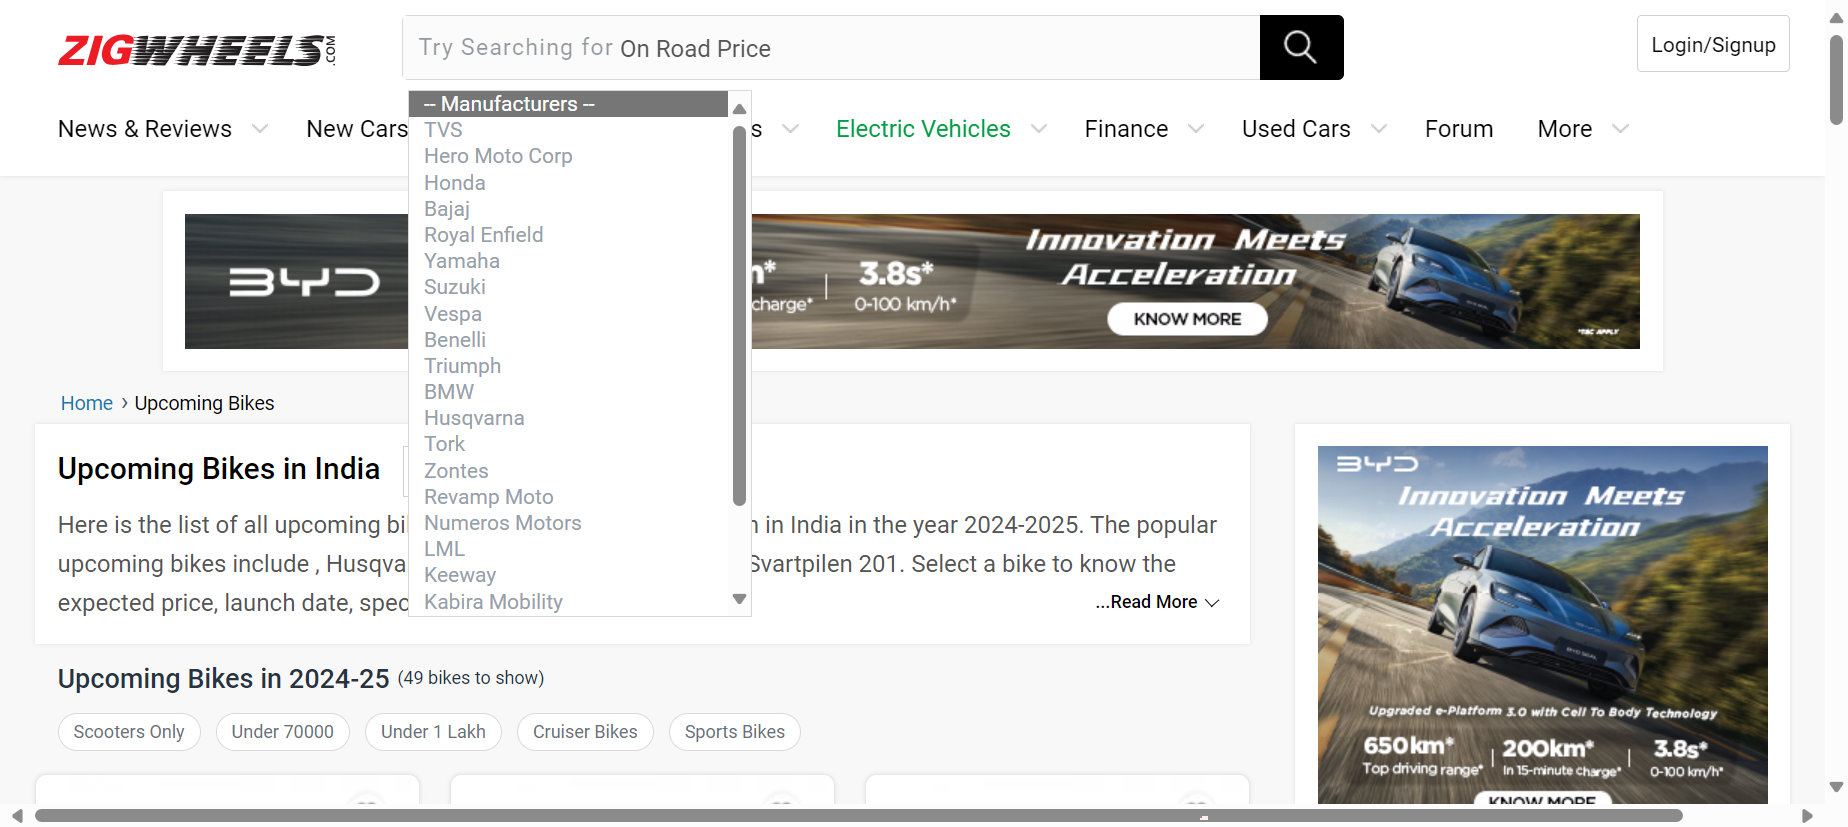 ZIGWHEELS.COM
Try Searching for On Road Price
Login/Signup
News & Reviews
New Cars
s
Electric Vehicles
Finance
Used Cars
Forum
More
-- Manufacturers --
TVS
Hero Moto Corp
Honda
Bajaj
Royal Enfield
Yamaha
Suzuki
Vespa
Benelli
Triumph
BMW
Husqvarna
Tork
Zontes
Revamp Moto
Numeros Motors
LML
Keeway
Kabira Mobility
BYD
charge*
3.8s*
0-100 km/h*
Innovation Meets
Acceleration
KNOW MORE
*T&C APPLY
Home › Upcoming Bikes
Upcoming Bikes in India
Here is the list of all upcoming bi in India in the year 2024-2025. The popular
upcoming bikes include , Husqva Svartpilen 201. Select a bike to know the
expected price, launch date, spec ...Read More
Upcoming Bikes in 2024-25 (49 bikes to show)
Scooters Only
Under 70000
Under 1 Lakh
Cruiser Bikes
Sports Bikes
BYD
Innovation Meets
Acceleration
Upgraded e-Platform 3.0 with Cell To Body Technology
650km*
Top driving range*
200km*
In 15-minute charge*
3.8s*
0-100 km/h*
KNOW MORE